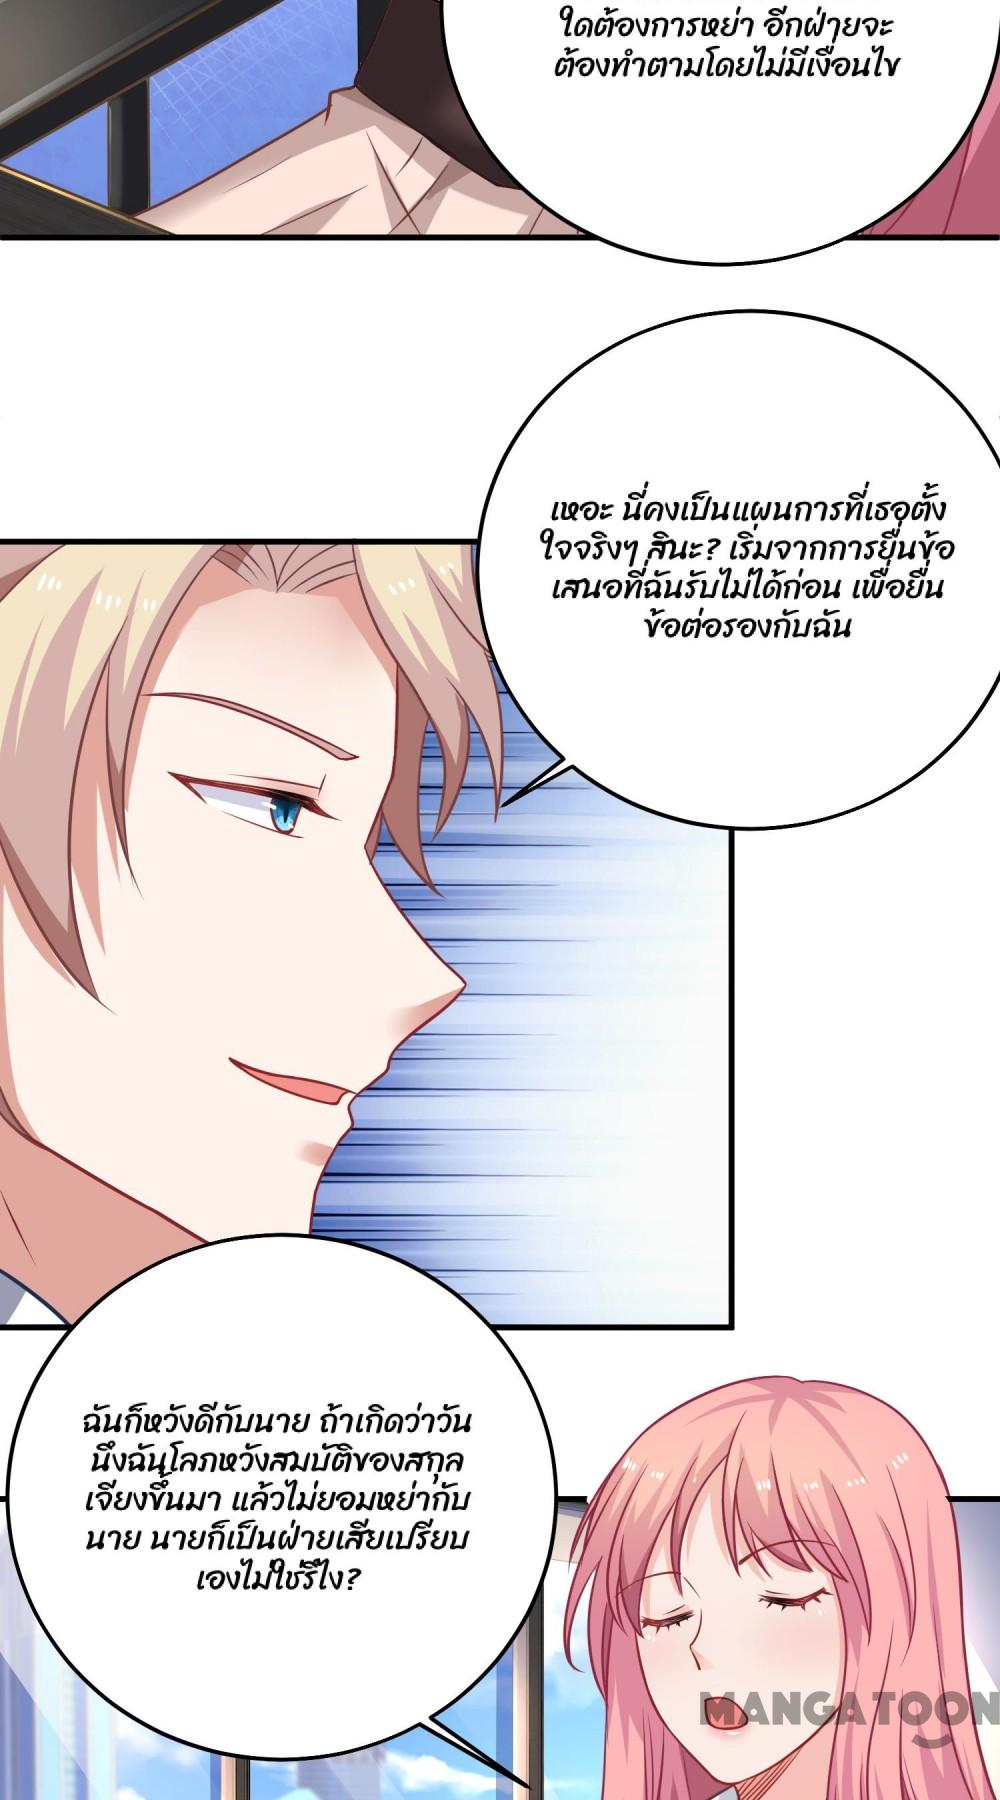 ใดต้องการหย่า อีกฝ่ายจะ
ต้องทำตามโดยไม่มีเงื่อนไข
เหอะ นี่คงเป็นแผนการที่เธอตั้ง
ใจจริงๆ สินะ? เริ่มจากการยื่นข้อ
เสนอที่ฉันรับไม่ได้ก่อน เพื่อยื่น
ข้อต่อรองกับฉัน
ฉันก็หวังดีกับนาย ถ้าเกิดว่าวัน
นึงฉันโลภหวังสมบัติของสกุล
เจียงขึ้นมา แล้วไม่ยอมหย่ากับ
นาย นายก็เป็นฝ่ายเสียเปรียบ
เองไม่ใช่รึไง?
MANGATOON